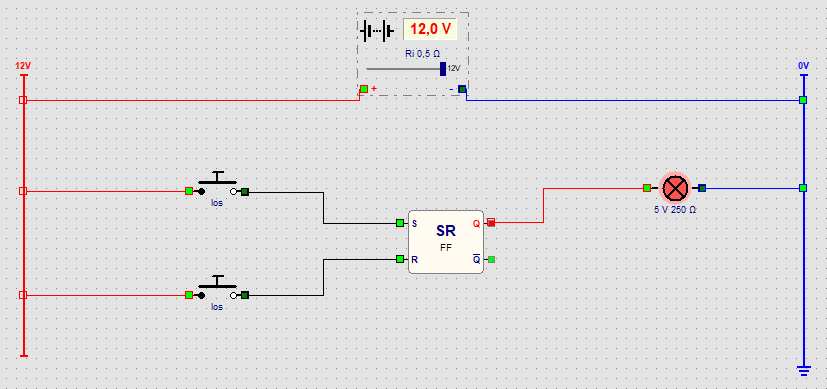 12,0 V
Ri 0,5 Ω
12V
12V
0V
+ -
los
5 V 250 Ω
S SR Q
FF
R Q̅
los